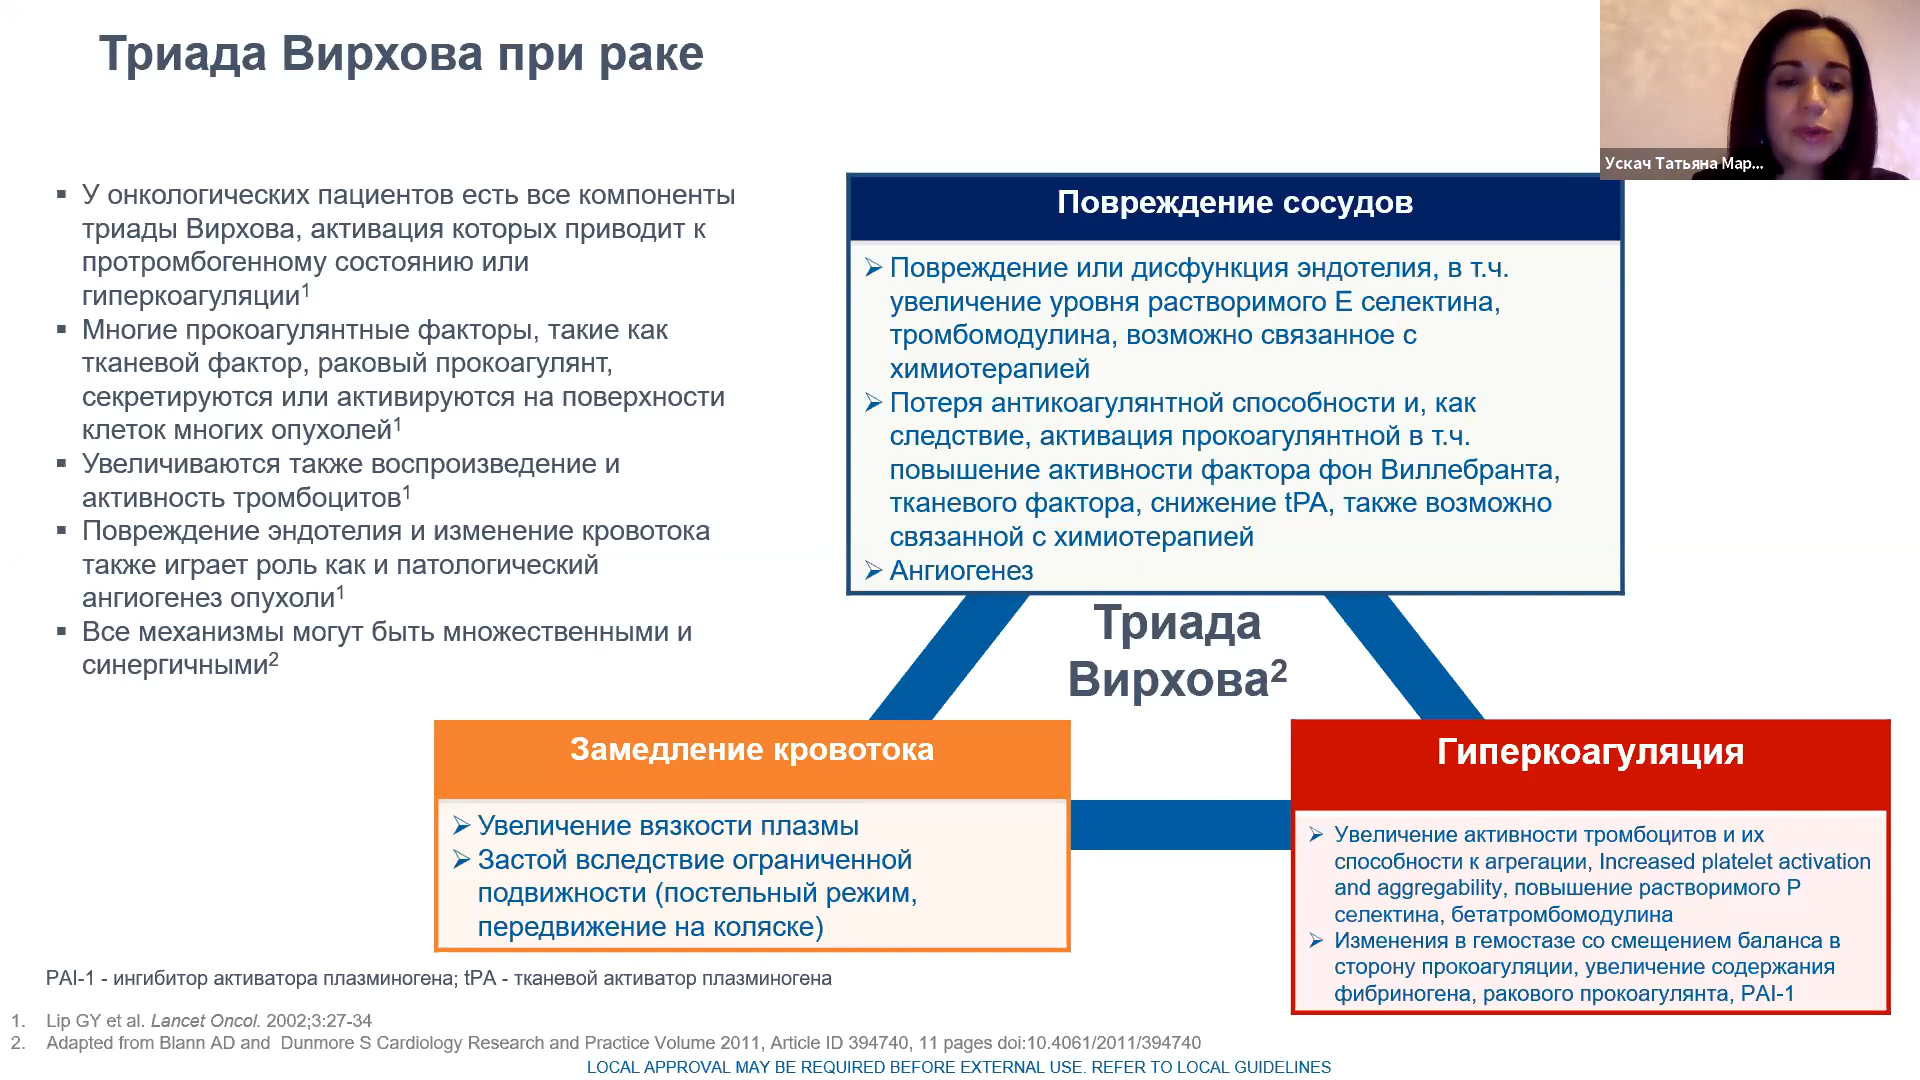 Триада Вирхова при раке
Ускач Татьяна Мар...
▪ У онкологических пациентов есть все компоненты
триады Вирхова, активация которых приводит к
протромбогенному состоянию или
гиперкоагуляции1
▪ Многие прокоагулянтные факторы, такие как
тканевой фактор, раковый прокоагулянт,
секретируются или активируются на поверхности
клеток многих опухолей1
▪ Увеличиваются также воспроизведение и
активность тромбоцитов1
▪ Повреждение эндотелия и изменение кровотока
также играет роль как и патологический
ангиогенез опухоли1
▪ Все механизмы могут быть множественными и
синергичными2
Повреждение сосудов
➢ Повреждение или дисфункция эндотелия, в т.ч.
увеличение уровня растворимого Е селектина,
тромбомодулина, возможно связанное с
химиотерапией
➢ Потеря антикоагулянтной способности и, как
следствие, активация прокоагулянтной в т.ч.
повышение активности фактора фон Виллебранта,
тканевого фактора, снижение tPA, также возможно
связанной с химиотерапией
➢ Ангиогенез
Триада
Вирхова2
Замедление кровотока
➢ Увеличение вязкости плазмы
➢ Застой вследствие ограниченной
подвижности (постельный режим,
передвижение на коляске)
Гиперкоагуляция
➢ Увеличение активности тромбоцитов и их
способности к агрегации, Increased platelet activation
and aggregability, повышение растворимого Р
селектина, бетатромбомодулина
➢ Изменения в гемостазе со смещением баланса в
сторону прокоагуляции, увеличение содержания
фибриногена, ракового прокоагулянта, PAI-1
PAI-1 - ингибитор активатора плазминогена; tPA - тканевой активатор плазминогена
1. Lip GY et al. Lancet Oncol. 2002;3:27-34
2. Adapted from Blann AD and Dunmore S Cardiology Research and Practice Volume 2011, Article ID 394740, 11 pages doi:10.4061/2011/394740
LOCAL APPROVAL MAY BE REQUIRED BEFORE EXTERNAL USE. REFER TO LOCAL GUIDELINES